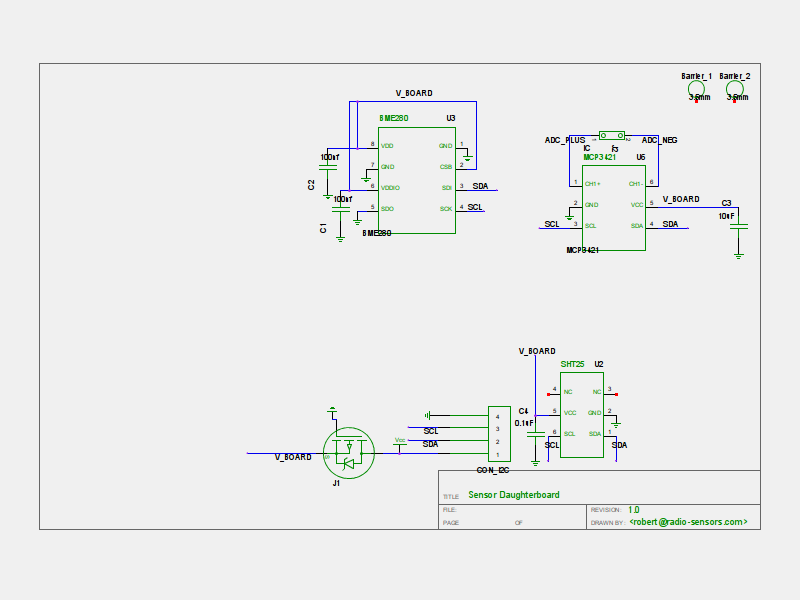 Barrier_1 Barrier_2
3.5mm 3.5mm
V_BOARD
BME280 U3
8 VDD GND 1
100nf
7 GND CSB 2
C2
6 VDDIO SDI 3 SDA
100nf
5 SDO SCK 4 SCL
C1
BME280
ADC_PLUS ADC_NEG
IC
MCP3421 U6
1 CH1+ CH1- 6
V_BOARD
2 GND VCC 5
C3
10uF
SCL 3 SCL SDA 4 SDA
MCP3421
V_BOARD
SHT25 U2
4 NC NC 3
C4
5 VCC GND 2
0.1uF
6 SCL SDA 1
SCL SDA
4
SCL 3
Vcc
SDA 2
1
V_BOARD
CON_I2C
J1
TITLE Sensor Daughterboard
FILE: REVISION: 1.0
PAGE OF DRAWN BY: <robert@radio-sensors.com>